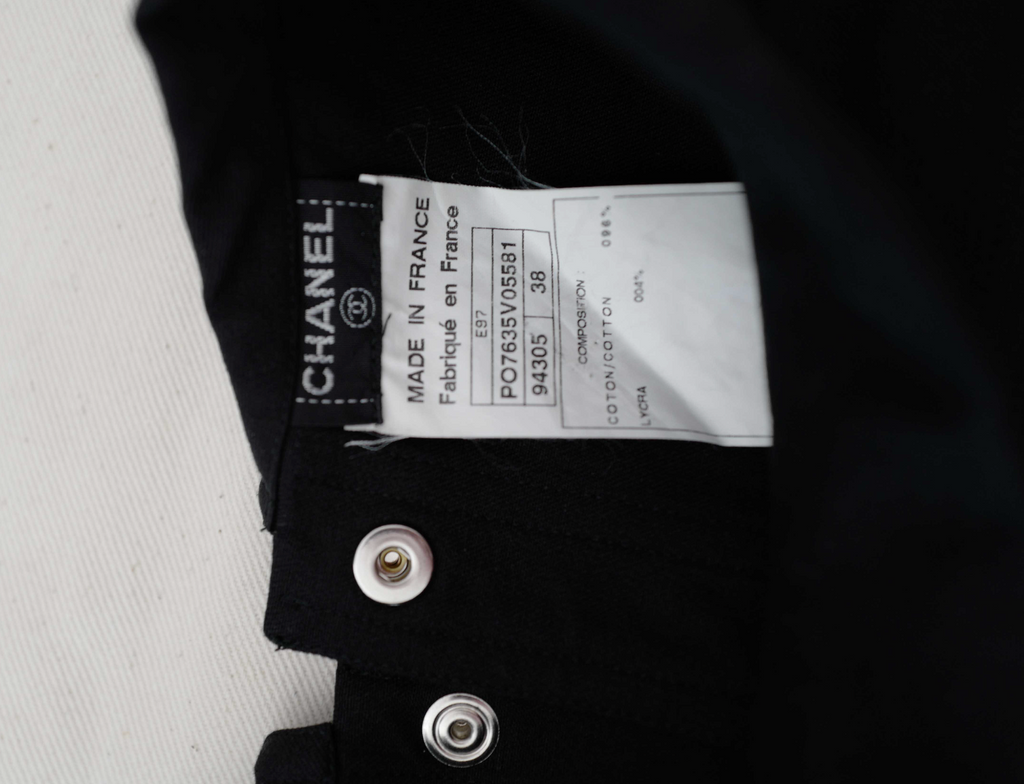 CHANEL
MADE IN FRANCE
Fabriqué en France
E97
PO7635V05581
94305 38
COMPOSITION :
COTON/COTTON 096%
LYCRA 004%